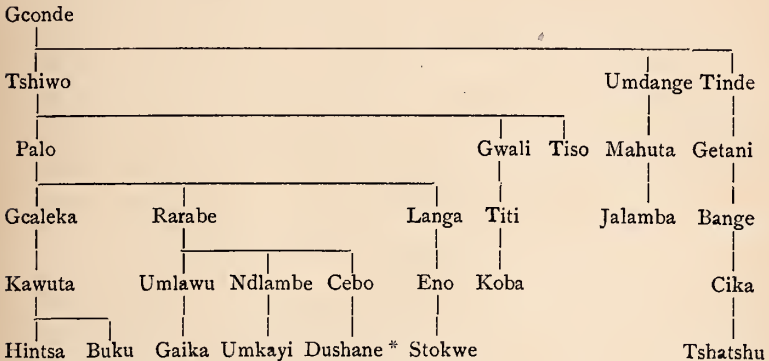 Gconde
Tshiwo Umdange Tinde
Palo Gwali Tiso Mahuta Getani
Gcaleka Rarabe Langa Titi Jalamba Bange
Kawuta Umlawu Ndlambe Cebo Eno Koba Cika
Hintsa Buku Gaika Umkayi Dushane * Stokwe Tshatshu